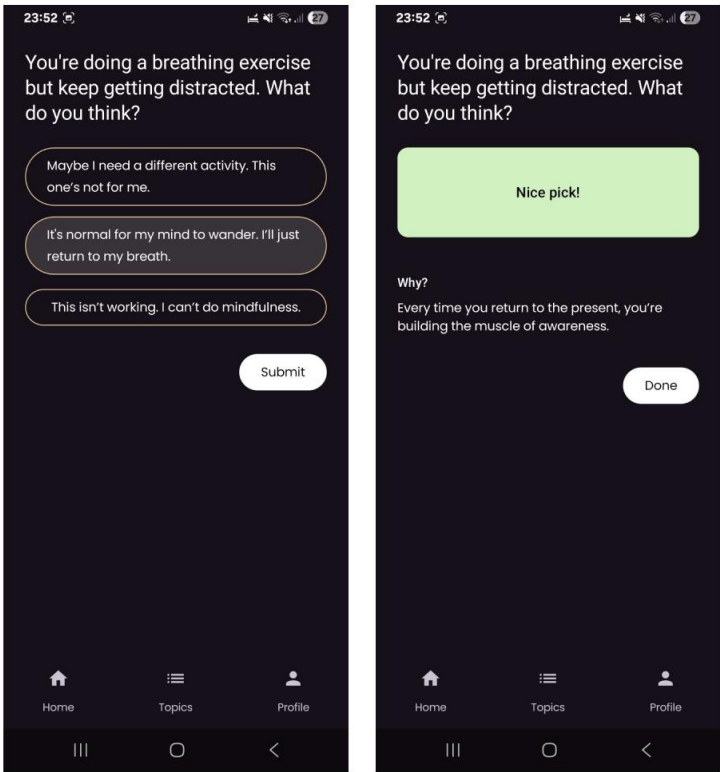 23:52
27
You're doing a breathing exercise
but keep getting distracted. What
do you think?
Maybe I need a different activity. This
one's not for me.
It's normal for my mind to wander. I'll just
return to my breath.
This isn't working. I can't do mindfulness.
Submit
Home Topics Profile
23:52
27
You're doing a breathing exercise
but keep getting distracted. What
do you think?
Nice pick!
Why?
Every time you return to the present, you're
building the muscle of awareness.
Done
Home Topics Profile